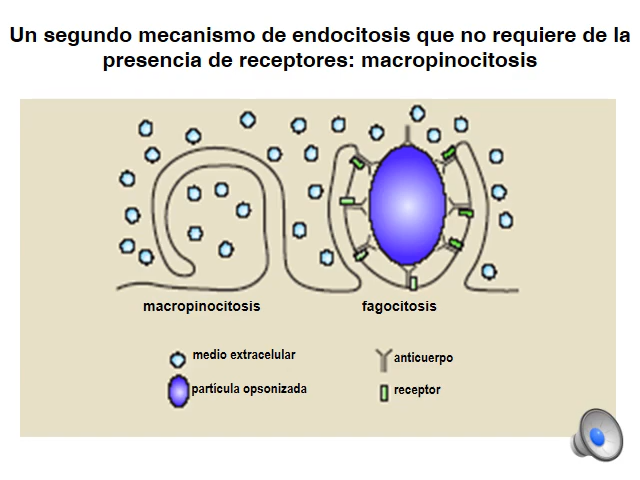 Un segundo mecanismo de endocitosis que no requiere de la
presencia de receptores: macropinocitosis
macropinocitosis
fagocitosis
medio extracelular
anticuerpo
partícula opsonizada
receptor